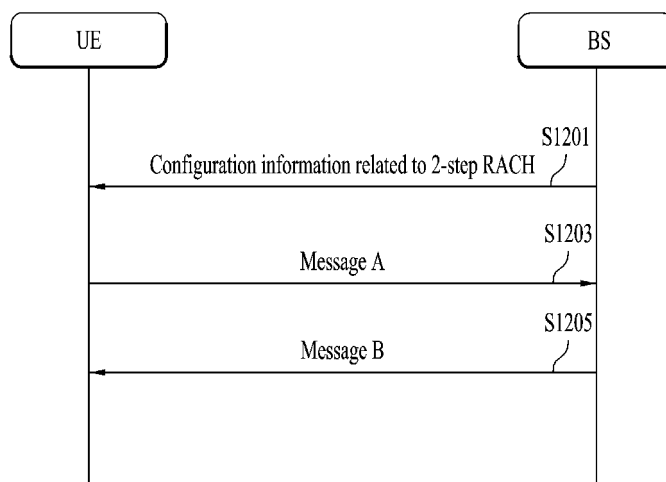 UE
BS
S1201
Configuration information related to 2-step RACH
S1203
Message A
S1205
Message B